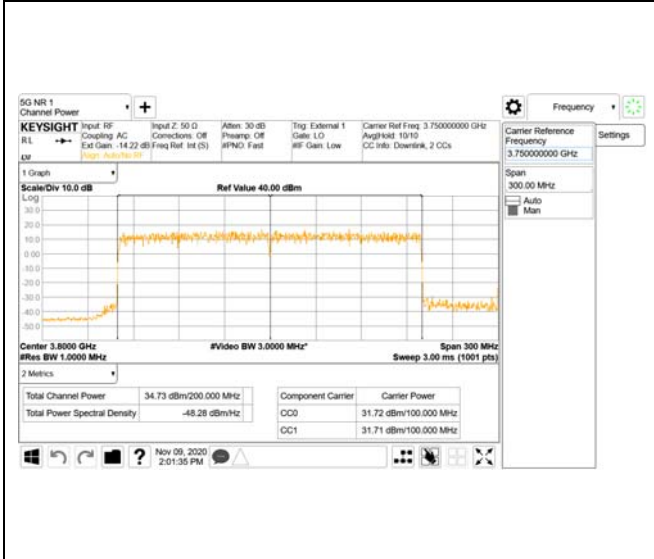 5G NR 1
Channel Power
Frequency
KEYSIGHT Input: RF Input Z: 50 Ω Atten: 30 dB Trig: External 1 Carrier Ref Freq: 3.750000000 GHz
RL Coupling: AC Corrections: Off Preamp: Off Gate: LO Avg|Hold: 10/10
Ext Gain: -14.22 dB Freq Ref: Int (S) #PNO: Fast #IF Gain: Low CC Info: Downlink, 2 CCs
Align: Auto/No RF
Carrier Reference
Frequency
3.750000000 GHz
Settings
Span
300.00 MHz
Auto
Man
1 Graph
Scale/Div 10.0 dB Ref Value 40.00 dBm
Log
30.0
20.0
10.0
0.00
-10.0
-20.0
-30.0
-40.0
-50.0
Center 3.8000 GHz #Video BW 3.0000 MHz* Span 300 MHz
#Res BW 1.0000 MHz Sweep 3.00 ms (1001 pts)
2 Metrics
Total Channel Power 34.73 dBm/200.000 MHz
Total Power Spectral Density -48.28 dBm/Hz
Component Carrier Carrier Power
CC0 31.72 dBm/100.000 MHz
CC1 31.71 dBm/100.000 MHz
Nov 09, 2020
2:01:35 PM